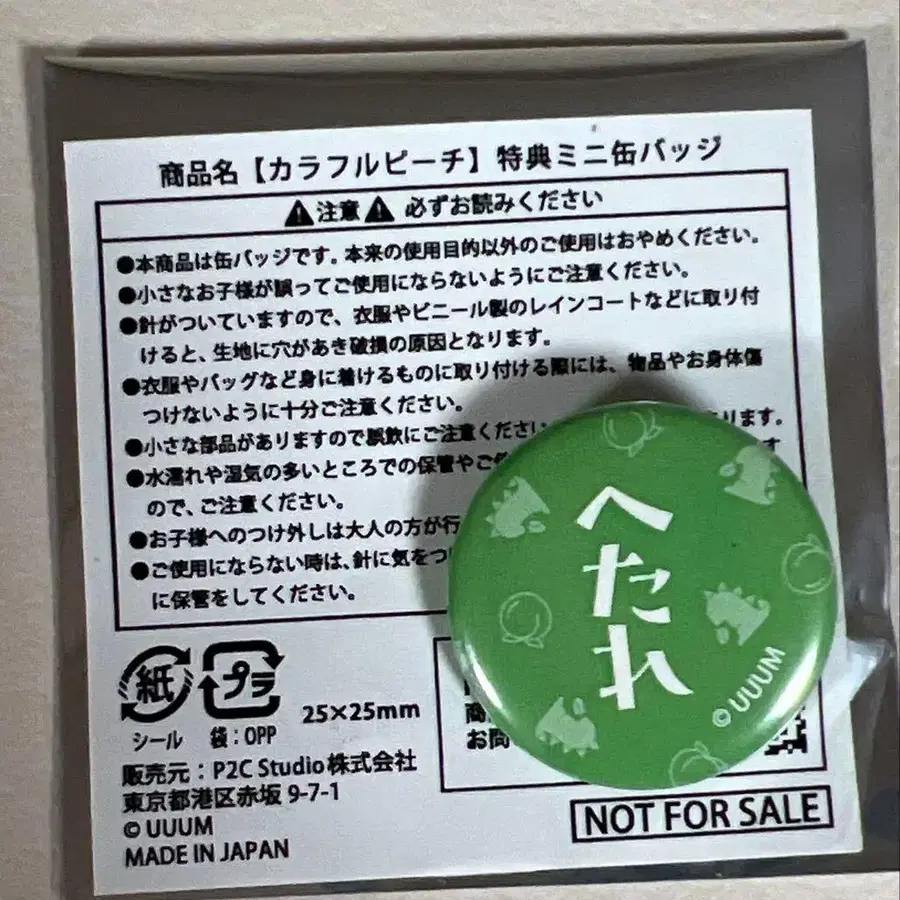 商品名【カラフルピーチ】特典ミニ缶バッジ
注意 必ずお読みください
●本商品は缶バッジです。本来の使用目的以外のご使用はおやめください。
●小さなお子様が誤ってご使用にならないようにご注意ください。
●針がついていますので、衣服やビニール製のレインコートなどに取り付
けると、生地に穴があき破損の原因となります。
●衣服やバッグなど身に着けるものに取り付ける際には、物品やお身体傷
つけないように十分ご注意ください。
●小さな部品がありますので誤飲にご注意くださ
ります。
●水濡れや湿気の多いところでの保管やご
ので、ご注意ください。
●お子様へのつけ外しは大人の方が行
●ご使用にならない時は、針に気をつ
に保管をしてください。
へたれ
© UUUM
紙
プラ
シール 袋：OPP
25×25mm
商
お問
販売元：P2C Studio株式会社
東京都港区赤坂 9-7-1
© UUUM
MADE IN JAPAN
NOT FOR SALE